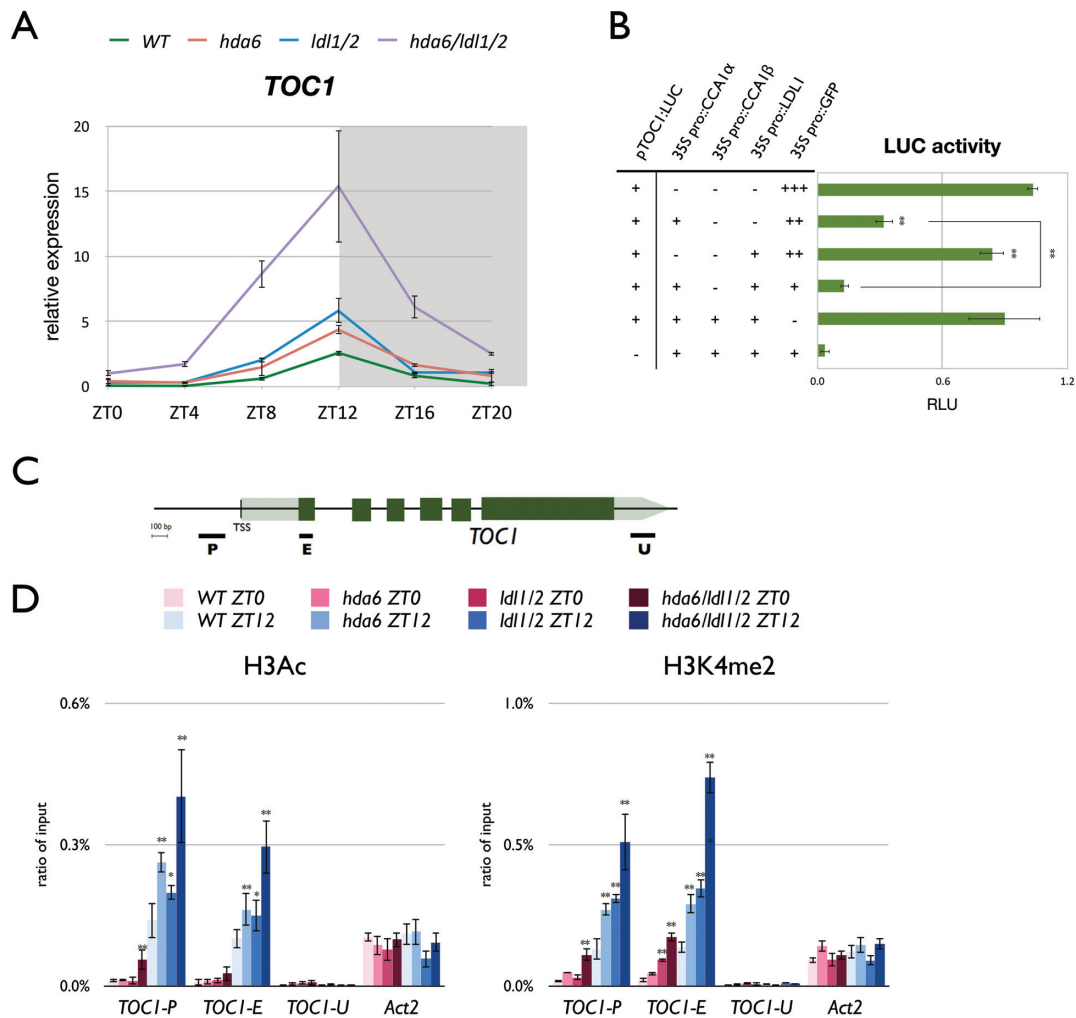 A
WT hda6 ldl1/2 hda6/ldl1/2
TOC1
relative expression
20
15
10
5
0
ZT0 ZT4 ZT8 ZT12 ZT16 ZT20
B
pTOC1:LUC
35S pro::CCA1α
35S pro::CCA1β
35S pro::LDL1
35S pro::GFP
LUC activity
+ - - - +++
+ + - - ++ **
+ - - + ++ **
+ + - + +
**
+ + + + -
- + + + +
0.0 0.6 1.2
RLU
C
100 bp
TSS
TOC1
P E U
D
WT ZT0 hda6 ZT0 ldl1/2 ZT0 hda6/ldl1/2 ZT0
WT ZT12 hda6 ZT12 ldl1/2 ZT12 hda6/ldl1/2 ZT12
H3Ac
ratio of input
0.6%
0.3%
0.0%
** ** * **
** * **
TOC1-P TOC1-E TOC1-U Act2
H3K4me2
ratio of input
1.0%
0.5%
0.0%
** ** ** **
** ** ** ** ** *
TOC1-P TOC1-E TOC1-U Act2